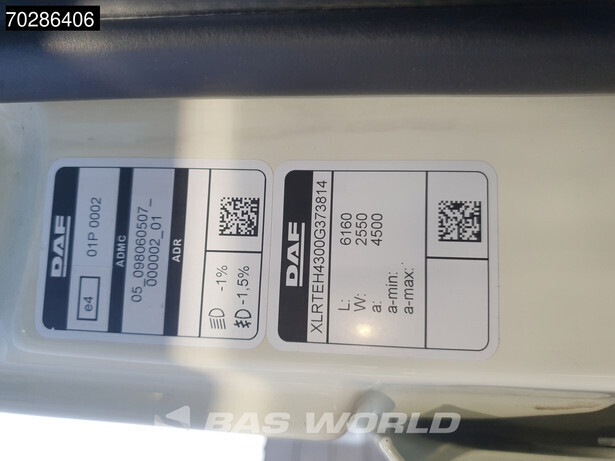 70286406
DAF
e4
01P 0002
ADMC
05_098060507_
000002_01
ADR
-1%
-1,5%
DAF
XLRTEH4300G373814
L: 6160
W: 2550
a: 4500
a-min:
a-max:
BAS WORLD